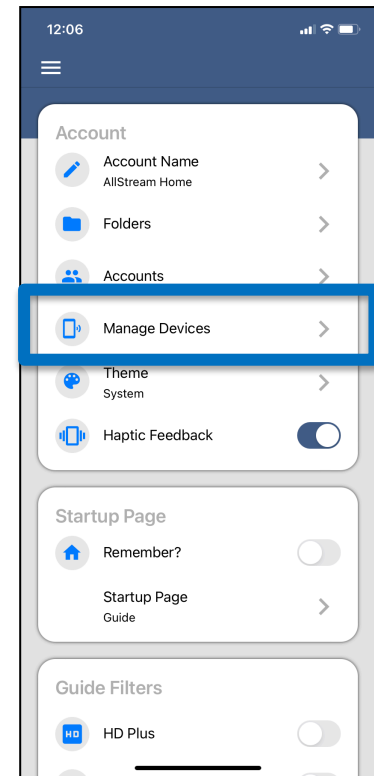 12:06
Account
Account Name
AllStream Home
Folders
Accounts
Manage Devices
Theme
System
Haptic Feedback
Startup Page
Remember?
Startup Page
Guide
Guide Filters
HD
HD Plus